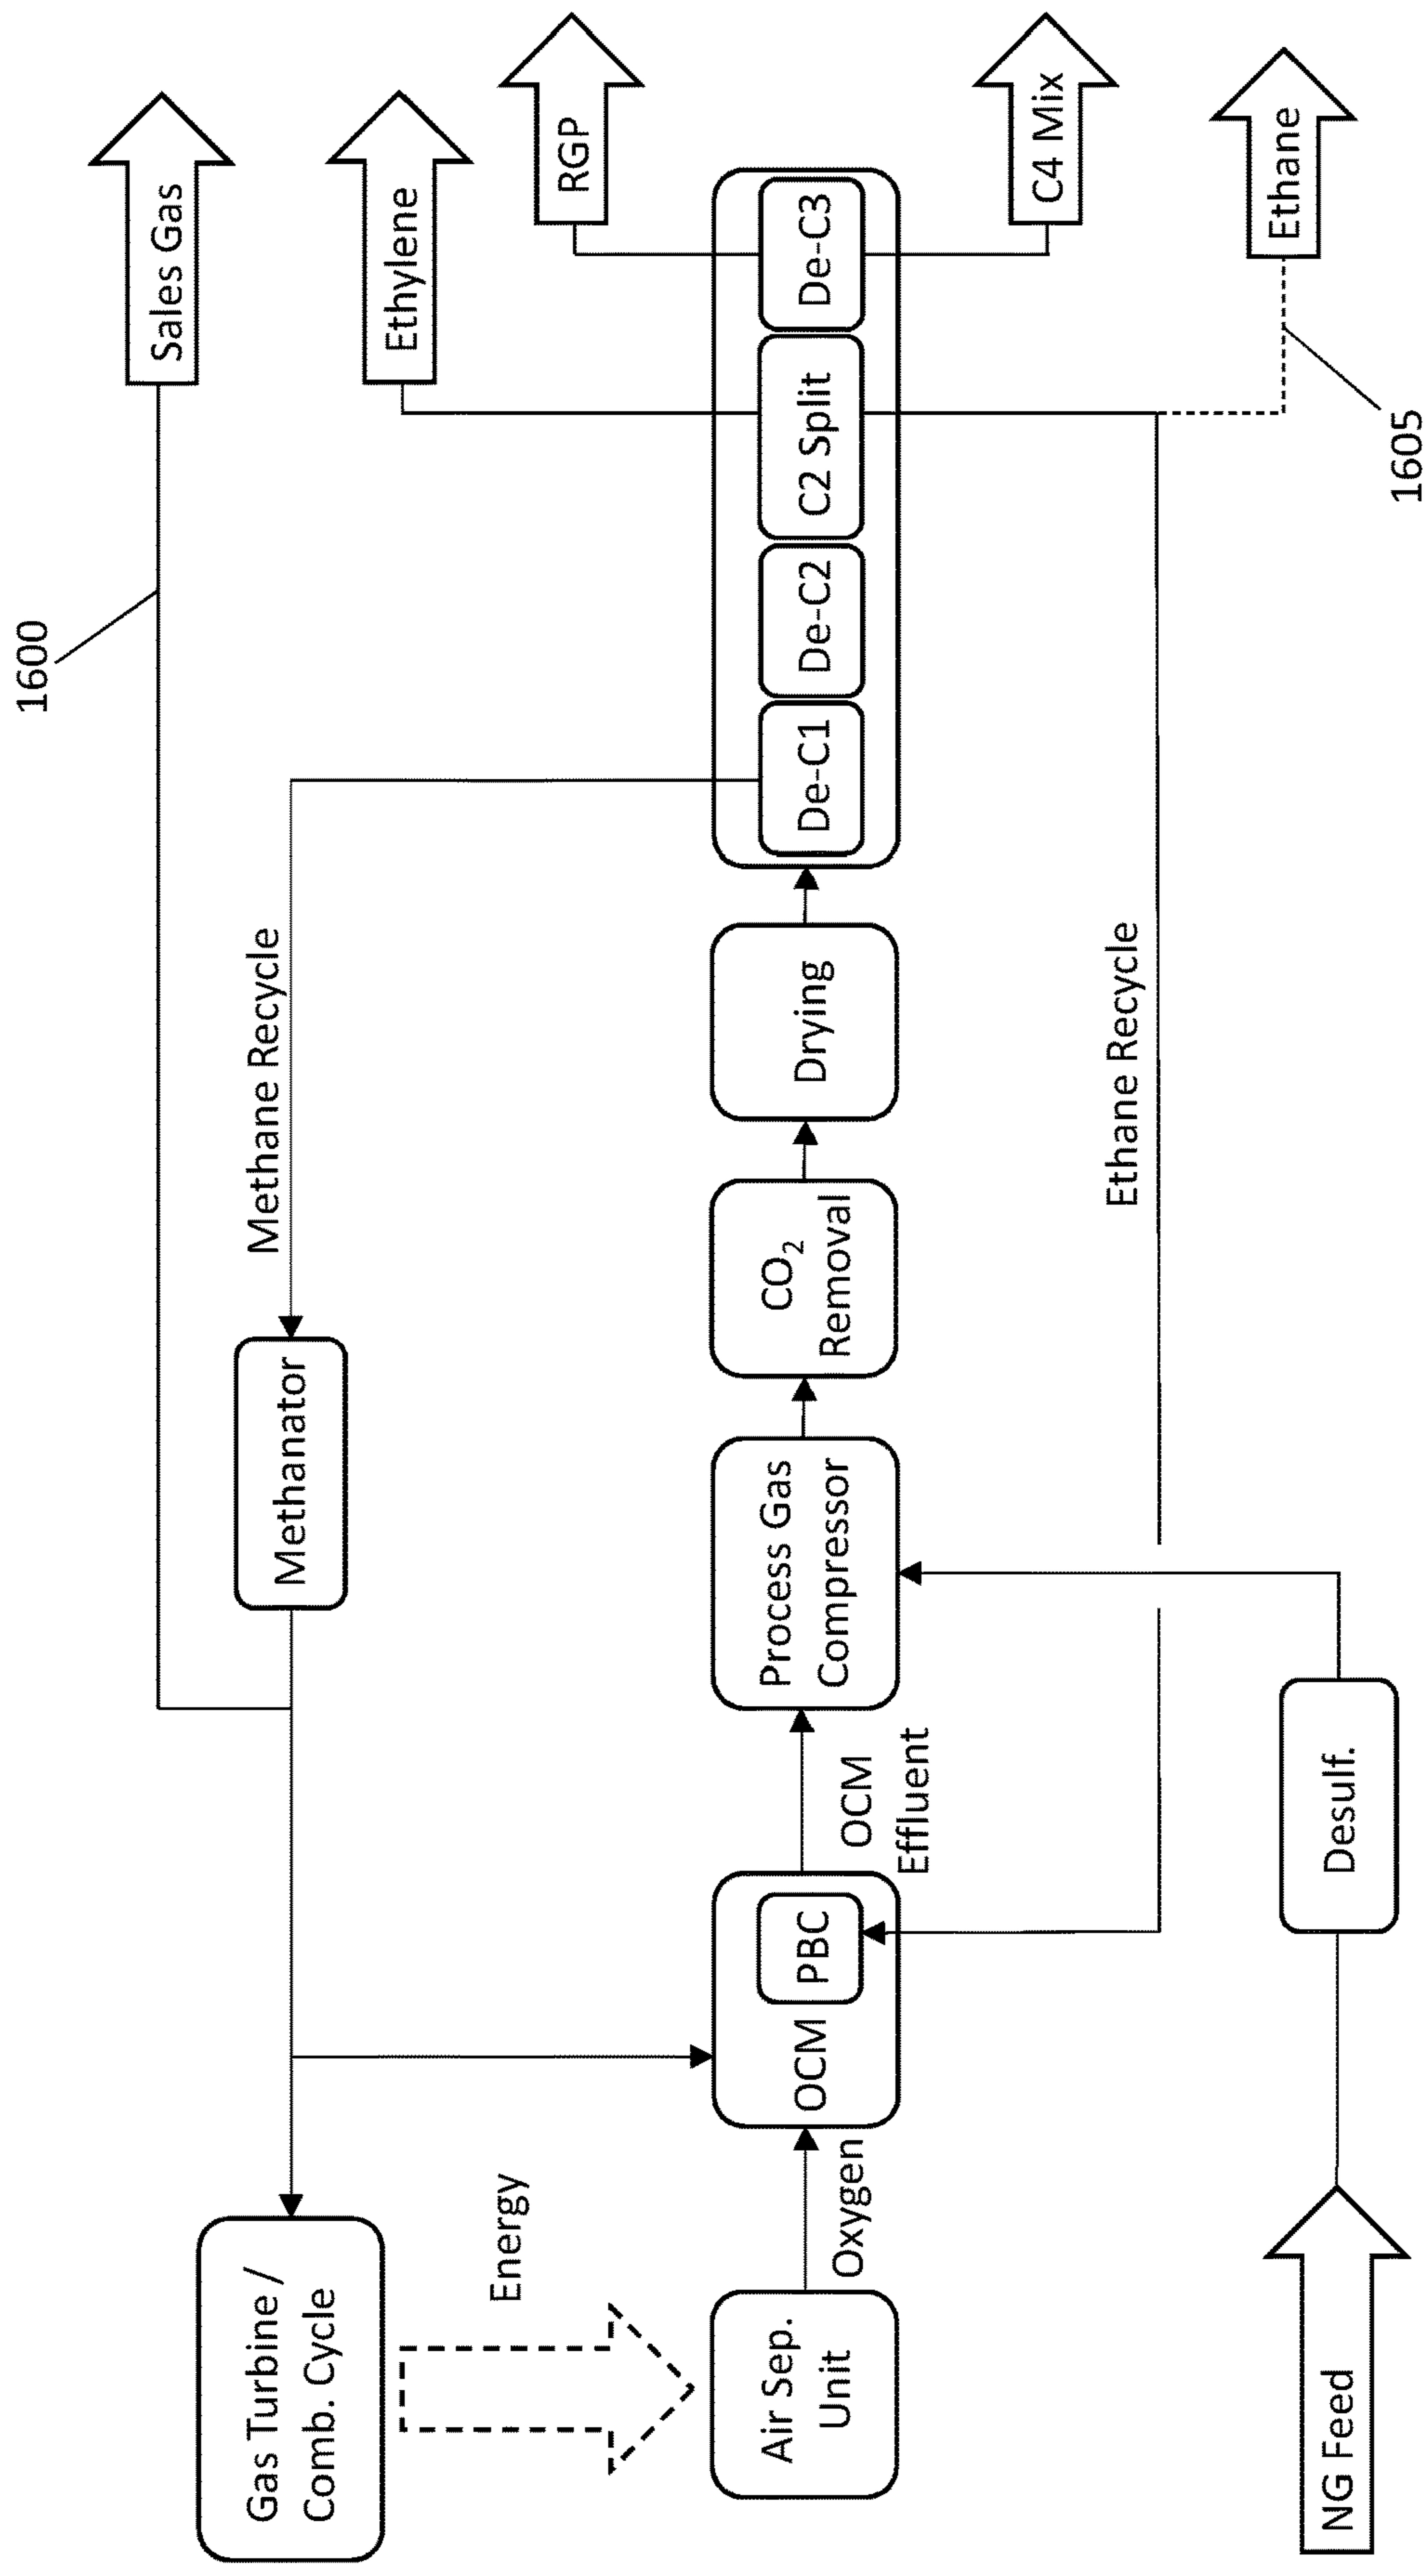 1600
Sales Gas
Gas Turbine /
Comb. Cycle
Methanator
Methane Recycle
Ethylene
Energy
RGP
Air Sep.
Unit
Oxygen
OCM
PBC
OCM
Effluent
Process Gas
Compressor
CO₂
Removal
Drying
De-C1
De-C2
C2 Split
De-C3
C4 Mix
Ethane Recycle
Ethane
NG Feed
Desulf.
1605